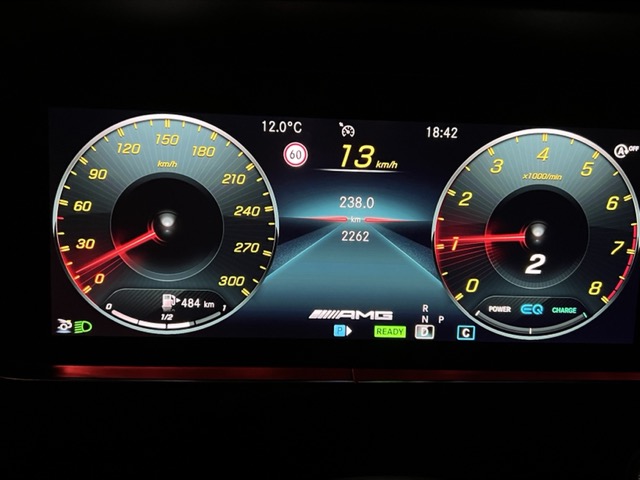 12.0°C
18:42
60
13 km/h
0
30
60
90
120
150
180
210
240
270
300
km/h
238.0
km
2262
484 km
0
1/2
1
AMG
R
N P
D
P
READY
C
0
1
2
3
4
5
6
7
8
x1000/min
2
POWER
EQ
CHARGE
A OFF